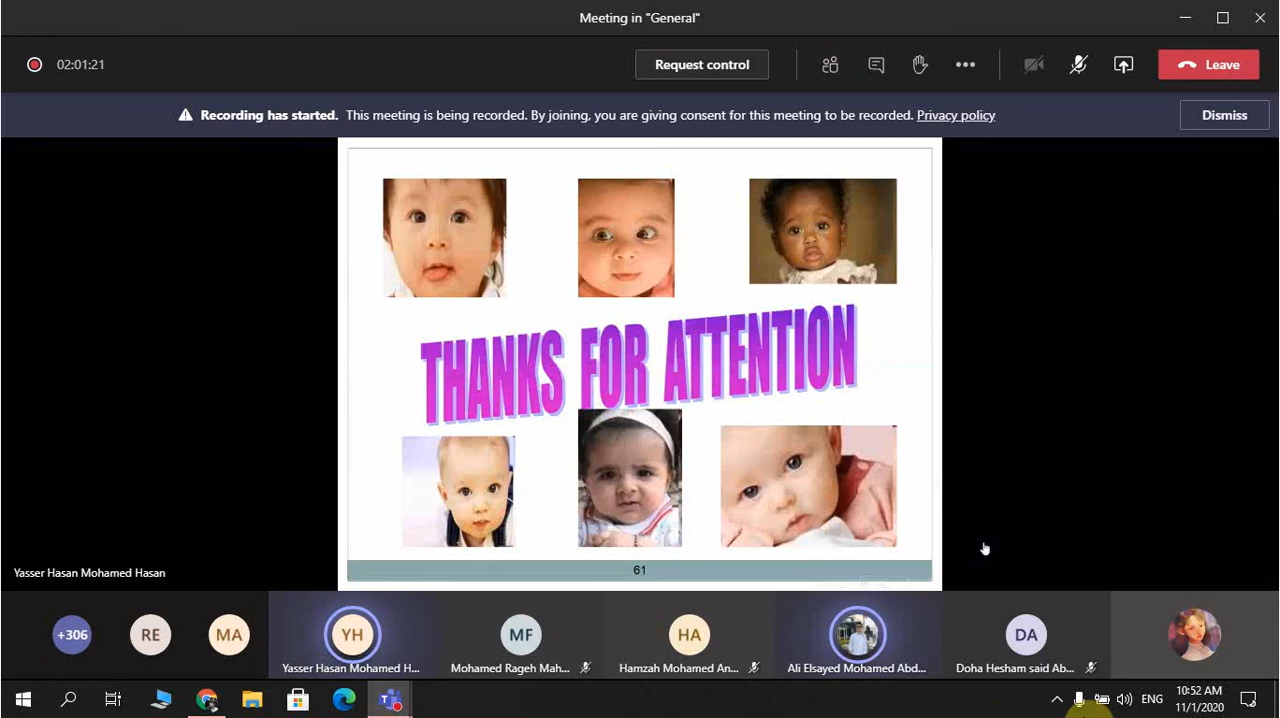 Meeting in "General"
02:01:21
Request control
Leave
Recording has started. This meeting is being recorded. By joining, you are giving consent for this meeting to be recorded. Privacy policy
Dismiss
THANKS FOR ATTENTION
61
Yasser Hasan Mohamed Hasan
+306
RE
MA
YH
MF
HA
DA
Yasser Hasan Mohamed H...
Mohamed Rageh Mah...
Hamzah Mohamed An...
Ali Elsayed Mohamed Abd...
Doha Hesham said Ab...
ENG
10:52 AM
11/1/2020